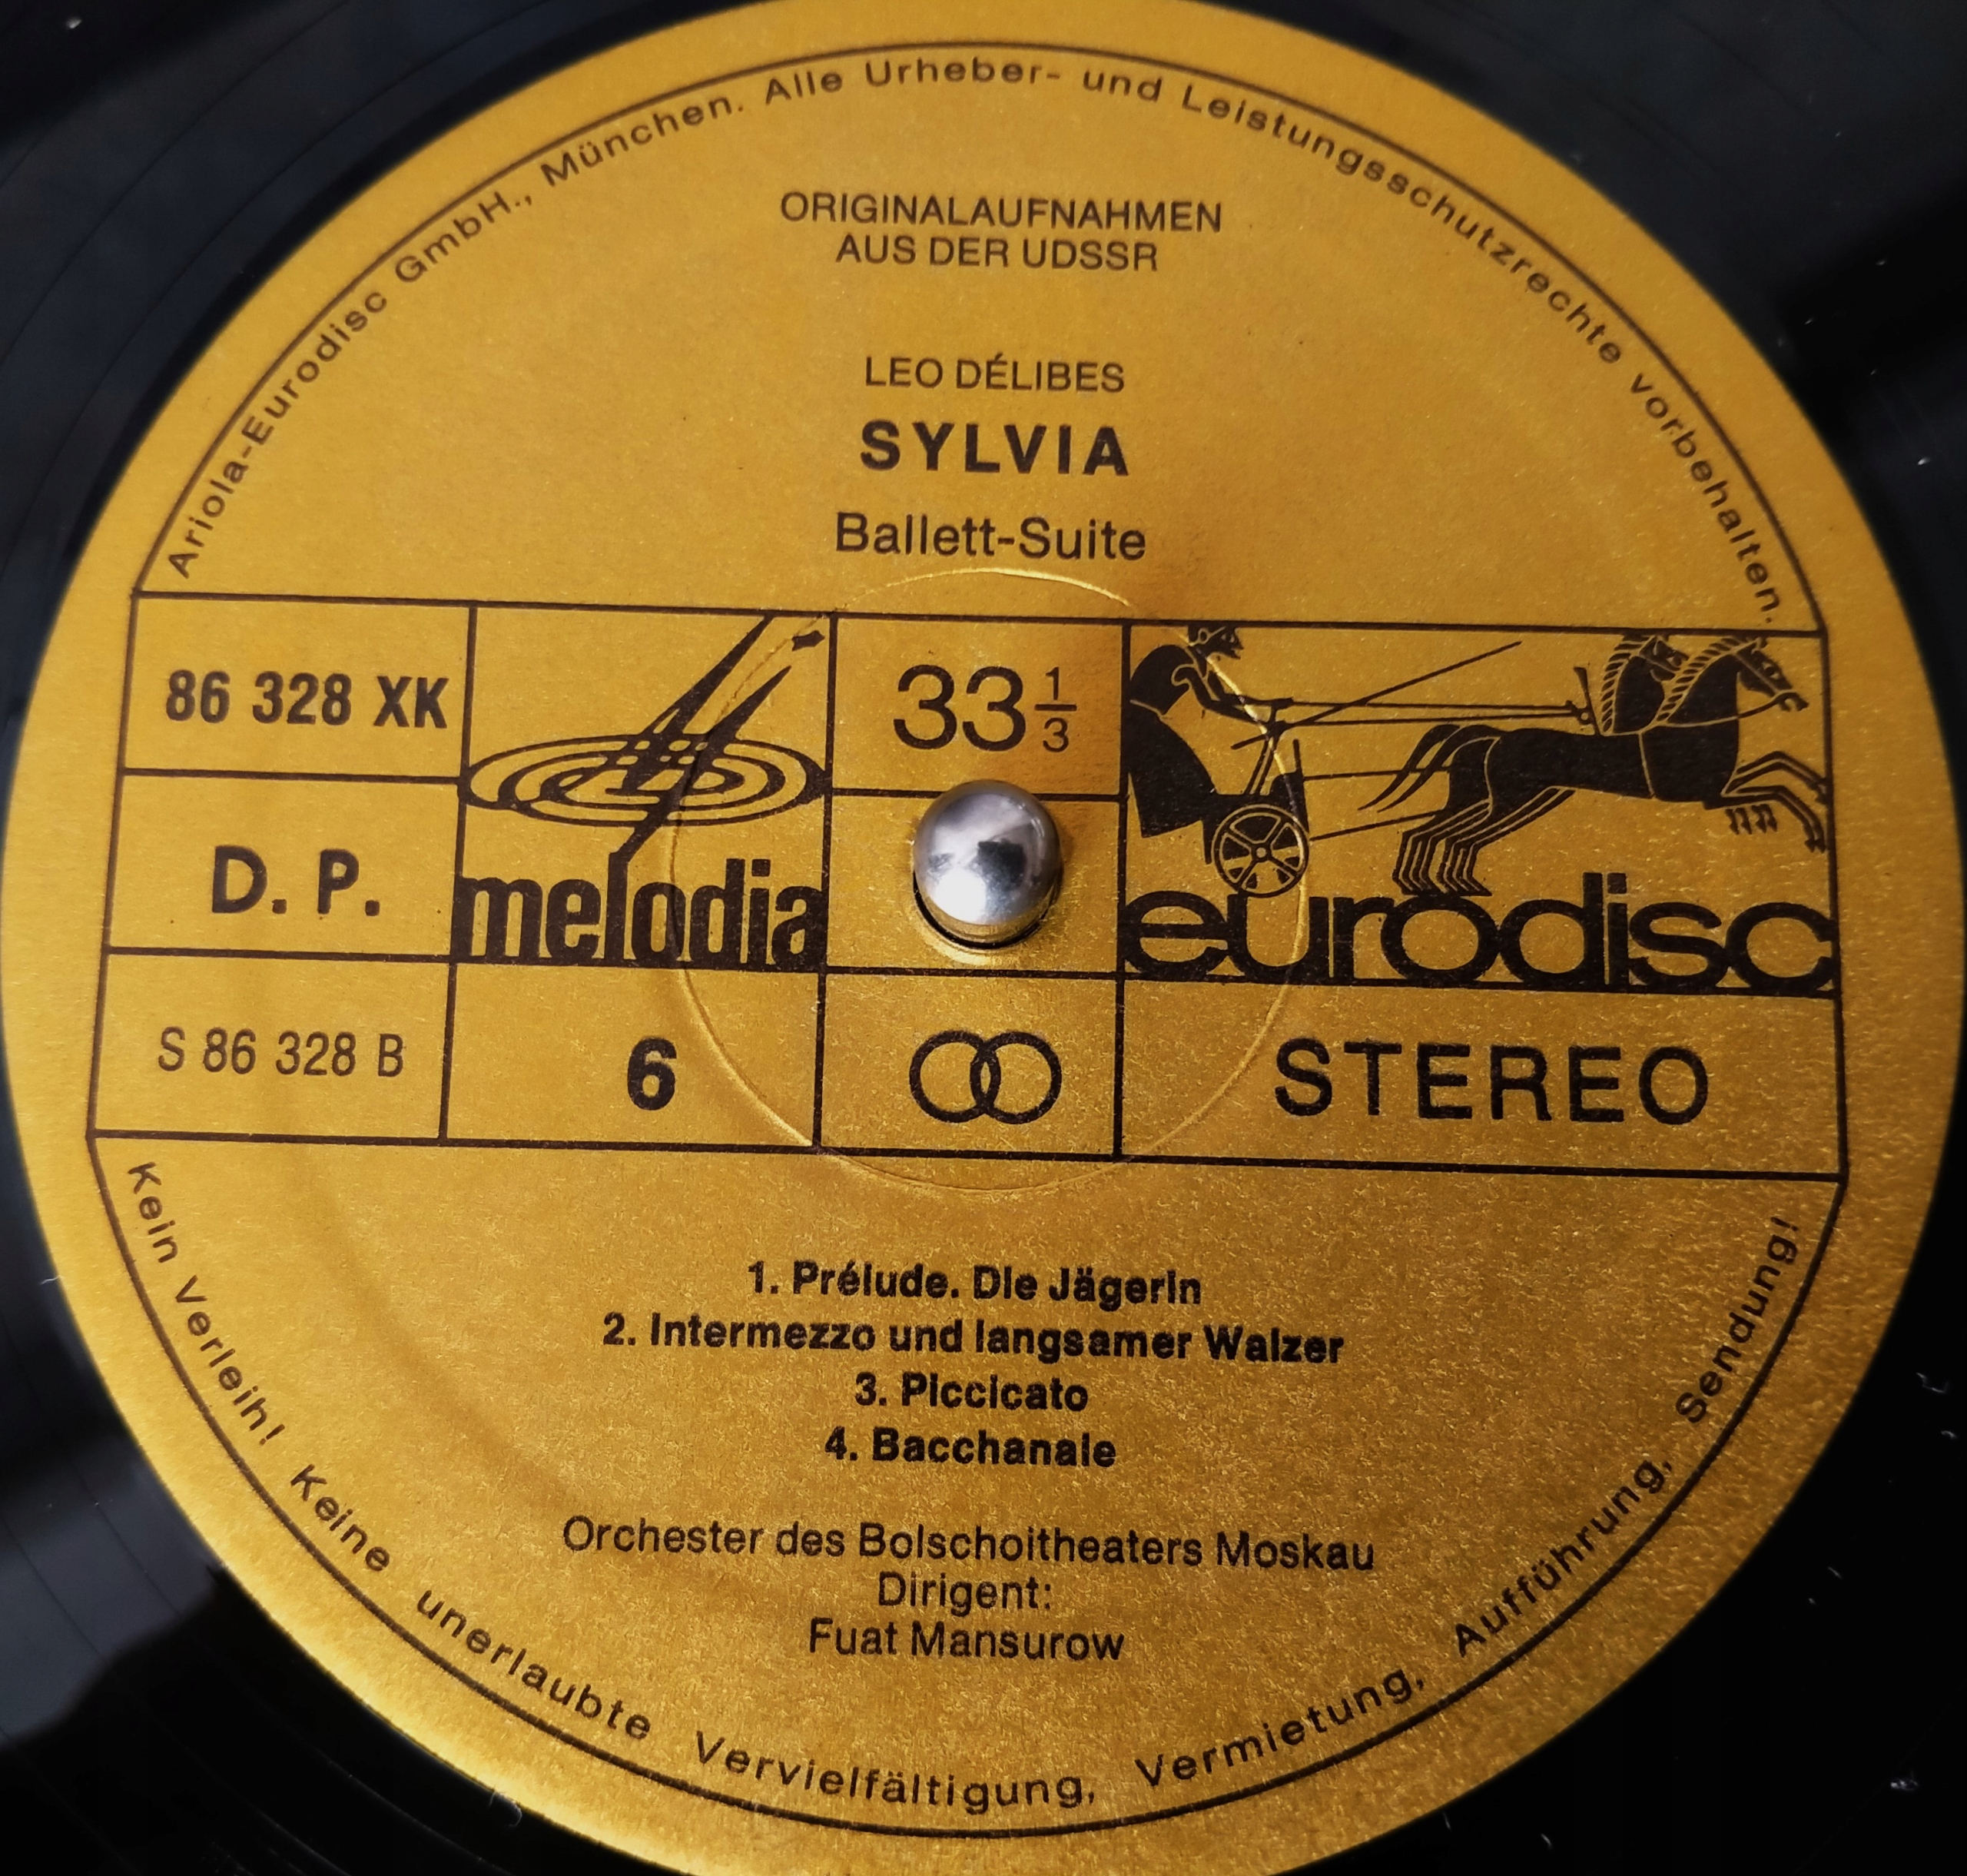 Ariola-Eurodisc GmbH., München. Alle Urheber- und Leistungsschutzrechte vorbehalten.
ORIGINALAUFNAHMEN
AUS DER UDSSR
LEO DÉLIBES
SYLVIA
Ballett-Suite
86 328 XK
33 1/3
D. P.
melodia
eurodisc
S 86 328 B
6
STEREO
1. Prélude. Die Jägerin
2. Intermezzo und langsamer Walzer
3. Piccicato
4. Bacchanale
Orchester des Bolschoitheaters Moskau
Dirigent:
Fuat Mansurow
Kein Verleih! Keine unerlaubte Vervielfältigung, Vermietung, Aufführung, Sendung!